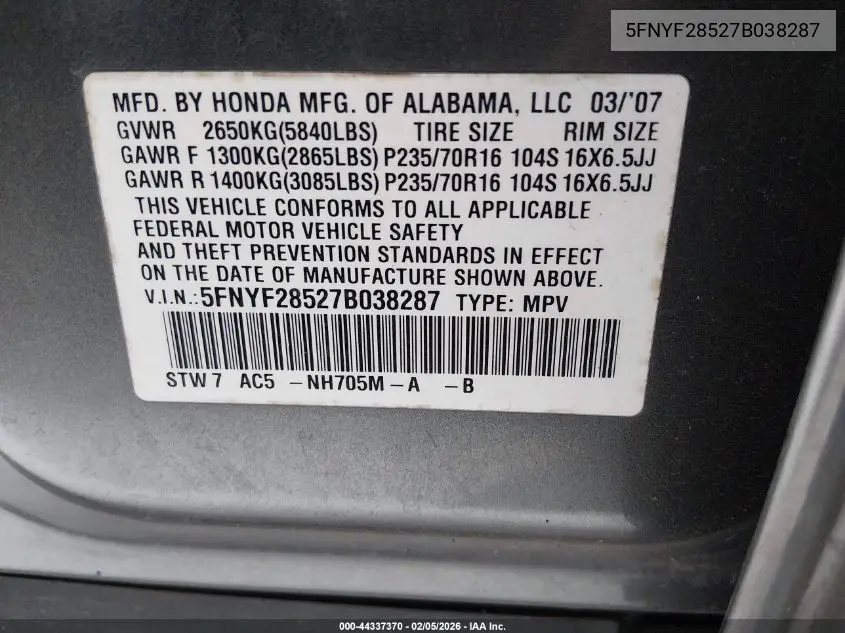 5FNYF28527B038287
MFD. BY HONDA MFG. OF ALABAMA, LLC 03/'07
GVWR 2650KG(5840LBS) TIRE SIZE RIM SIZE
GAWR F 1300KG(2865LBS) P235/70R16 104S 16X6.5JJ
GAWR R 1400KG(3085LBS) P235/70R16 104S 16X6.5JJ
THIS VEHICLE CONFORMS TO ALL APPLICABLE
FEDERAL MOTOR VEHICLE SAFETY
AND THEFT PREVENTION STANDARDS IN EFFECT
ON THE DATE OF MANUFACTURE SHOWN ABOVE.
V.I.N.: 5FNYF28527B038287 TYPE: MPV
STW7 AC5 -NH705M-A -B
000-44337370 - 02/05/2026 - IAA Inc.